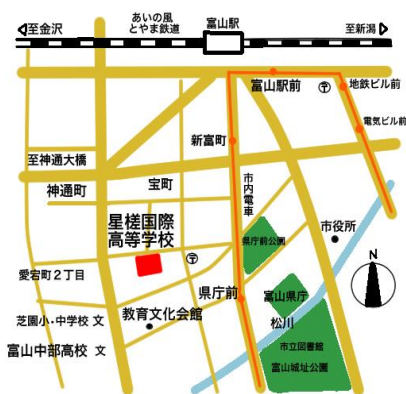 至金沢
あいの風
とやま鉄道
富山駅
至新潟
富山駅前
〒
地鉄ビル前
電気ビル前
新富町
至神通大橋
神通町
宝町
市内電車
星槎国際
高等学校
〒
県庁前公園
市役所
N
愛宕町2丁目
県庁前
富山県庁
芝園小・中学校 文
教育文化会館
松川
富山中部高校 文
市立図書館
富山城址公園